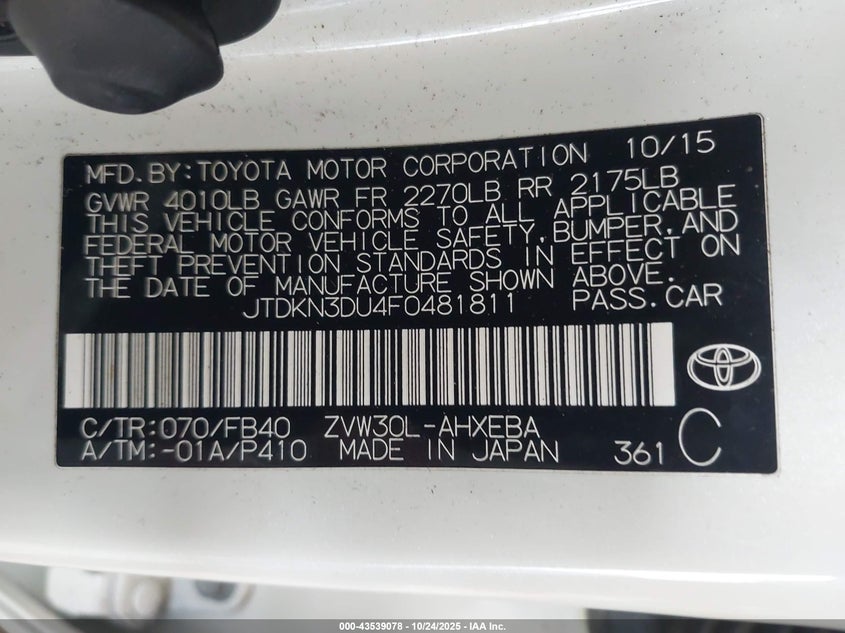 MFD.BY:TOYOTA MOTOR CORPORATION 10/15
GVWR 4010LB GAWR FR 2270LB RR 2175LB
THIS VEHICLE CONFORMS TO ALL APPLICABLE
FEDERAL MOTOR VEHICLE SAFETY,BUMPER,AND
THEFT PREVENTION STANDARDS IN EFFECT ON
THE DATE OF MANUFACTURE SHOWN ABOVE.
JTDKN3DU4F0481811 PASS.CAR
C/TR:070/FB40 ZVW30L-AHXEBA
A/TM:-01A/P410 MADE IN JAPAN 361 C
000-43539078 - 10/24/2025 - IAA Inc.